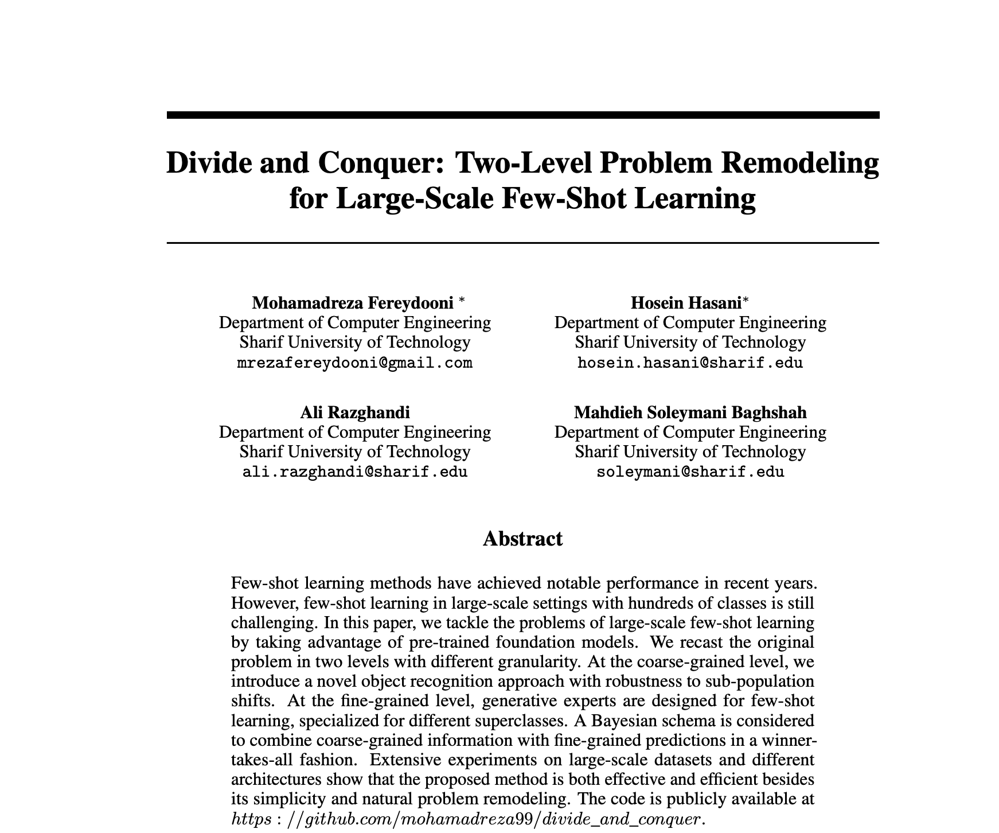 Divide and Conquer: Two-Level Problem Remodeling
for Large-Scale Few-Shot Learning
Mohamadreza Fereydooni *
Department of Computer Engineering
Sharif University of Technology
mrezafereydooni@gmail.com
Hosein Hasani*
Department of Computer Engineering
Sharif University of Technology
hosein.hasani@sharif.edu
Ali Razghandi
Department of Computer Engineering
Sharif University of Technology
ali.razghandi@sharif.edu
Mahdieh Soleymani Baghshah
Department of Computer Engineering
Sharif University of Technology
soleymani@sharif.edu
Abstract
Few-shot learning methods have achieved notable performance in recent years.
However, few-shot learning in large-scale settings with hundreds of classes is still
challenging. In this paper, we tackle the problems of large-scale few-shot learning
by taking advantage of pre-trained foundation models. We recast the original
problem in two levels with different granularity. At the coarse-grained level, we
introduce a novel object recognition approach with robustness to sub-population
shifts. At the fine-grained level, generative experts are designed for few-shot
learning, specialized for different superclasses. A Bayesian schema is considered
to combine coarse-grained information with fine-grained predictions in a winner-
takes-all fashion. Extensive experiments on large-scale datasets and different
architectures show that the proposed method is both effective and efficient besides
its simplicity and natural problem remodeling. The code is publicly available at
https : //github.com/mohamadreza99/divide_and_conquer.